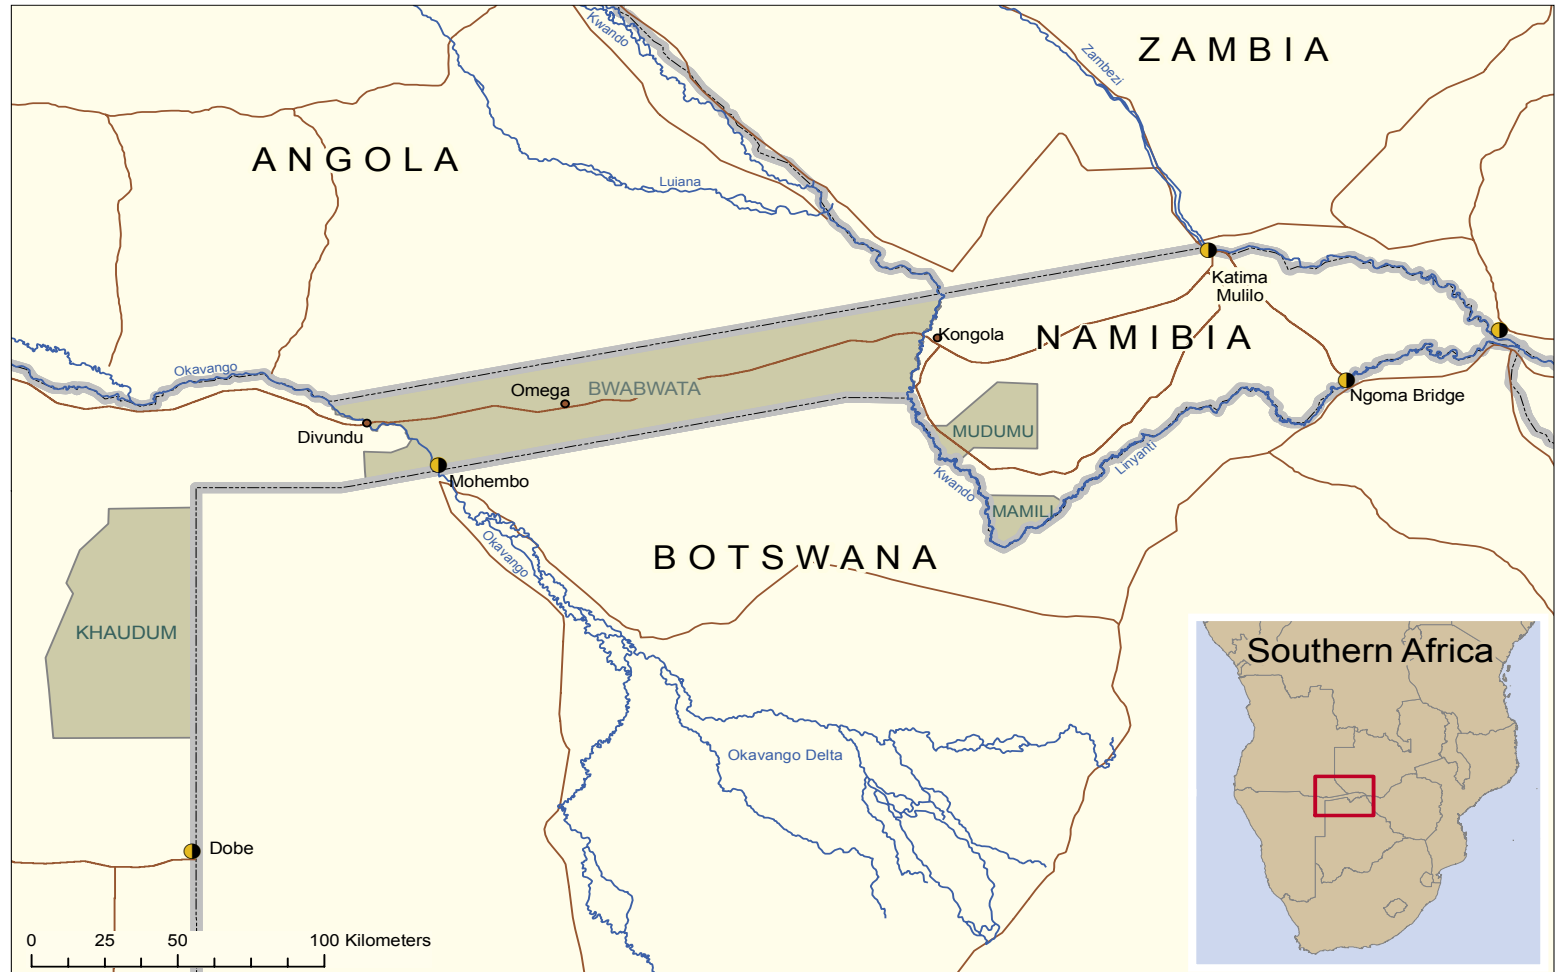 Kwando
ZAMBIA
Zambezi
ANGOLA
Luiana
Katima
Mulilo
Kongola
NAMIBIA
Okavango
Omega
BWABWATA
Ngoma Bridge
Divundu
MUDUMU
Linyanti
Mohembo
Kwando
MAMILI
Okavango
BOTSWANA
KHAUDUM
Southern Africa
Okavango Delta
Dobe
0 25 50 100 Kilometers